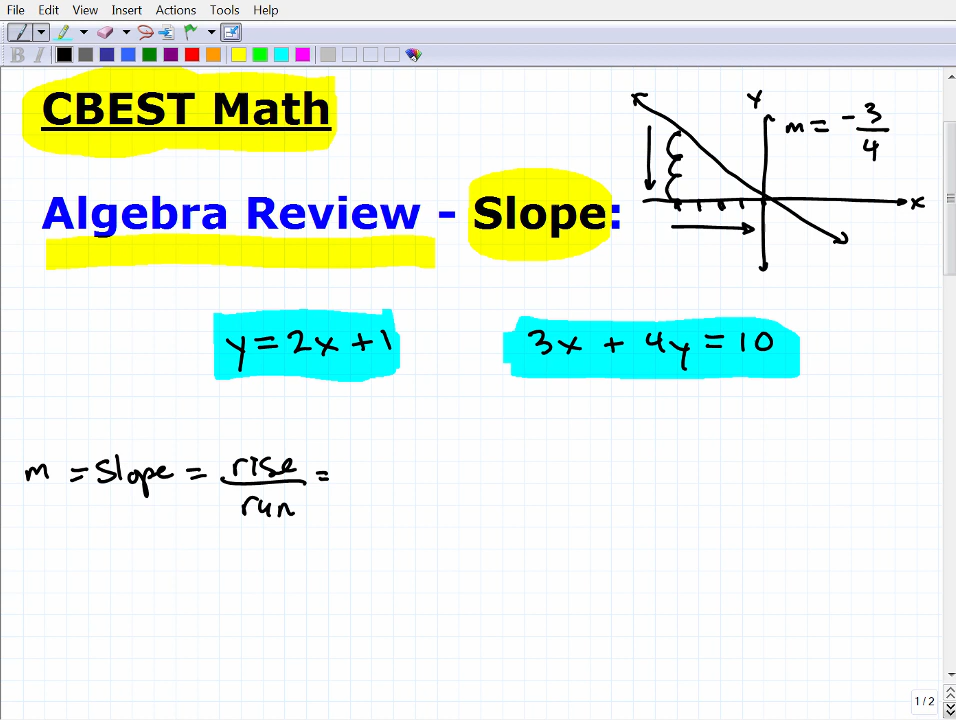 File Edit View Insert Actions Tools Help
B I
CBEST Math
Algebra Review - Slope:
y
m = -3/4
x
y = 2x + 1
3x + 4y = 10
m = Slope = rise/run =
1 / 2